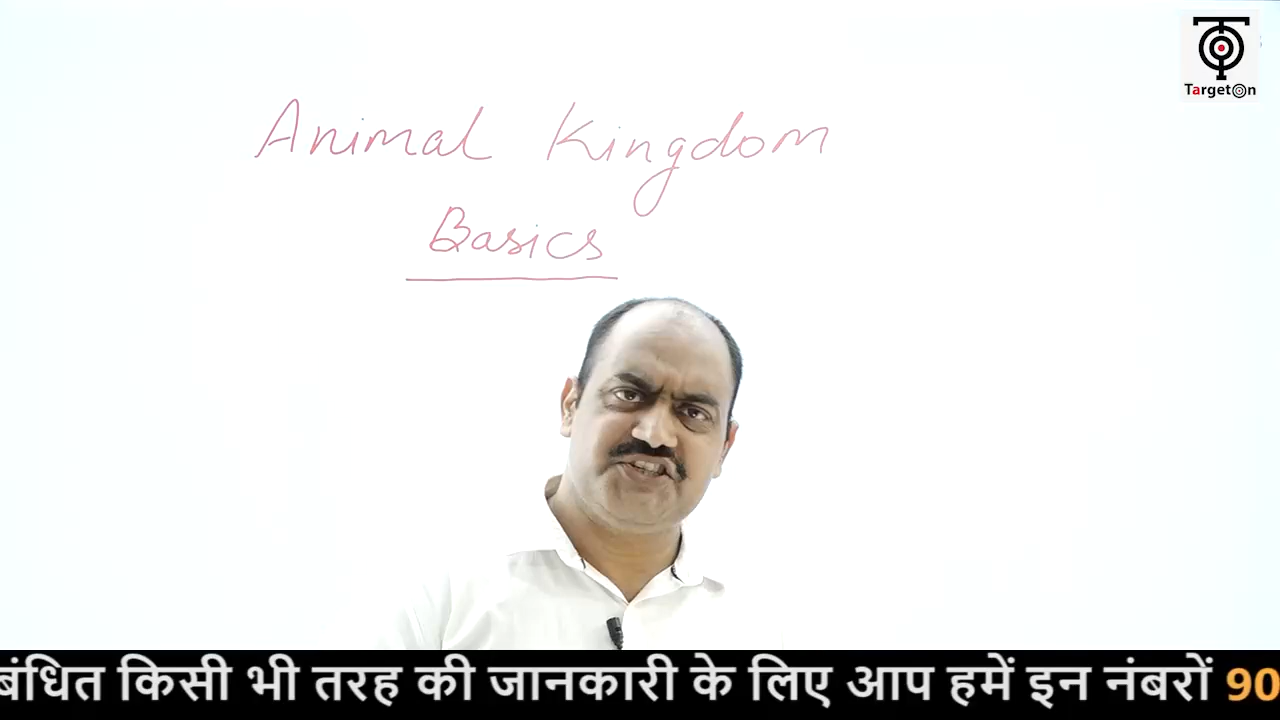 TargetOn
Animal Kingdom
Basics
बंधित किसी भी तरह की जानकारी के लिए आप हमें इन नंबरों 90